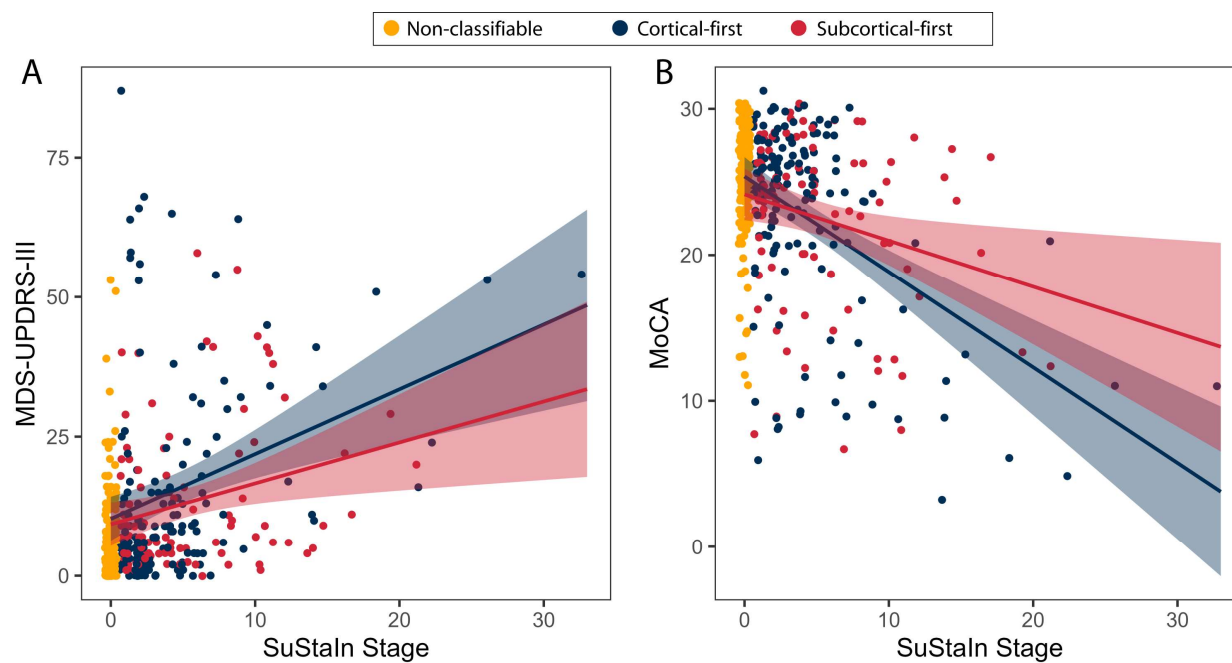 Non-classifiable Cortical-first Subcortical-first
A
MDS-UPDRS-III
75
50
25
0
0 10 20 30
SuStaIn Stage
B
MoCA
30
20
10
0
0 10 20 30
SuStaIn Stage